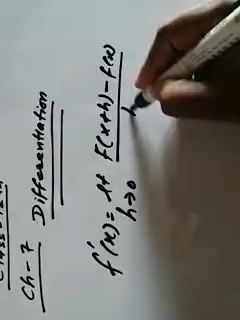 Ch-7 Differentiation
f'(x) = lt f(x+h)-f(x)
h→0 h